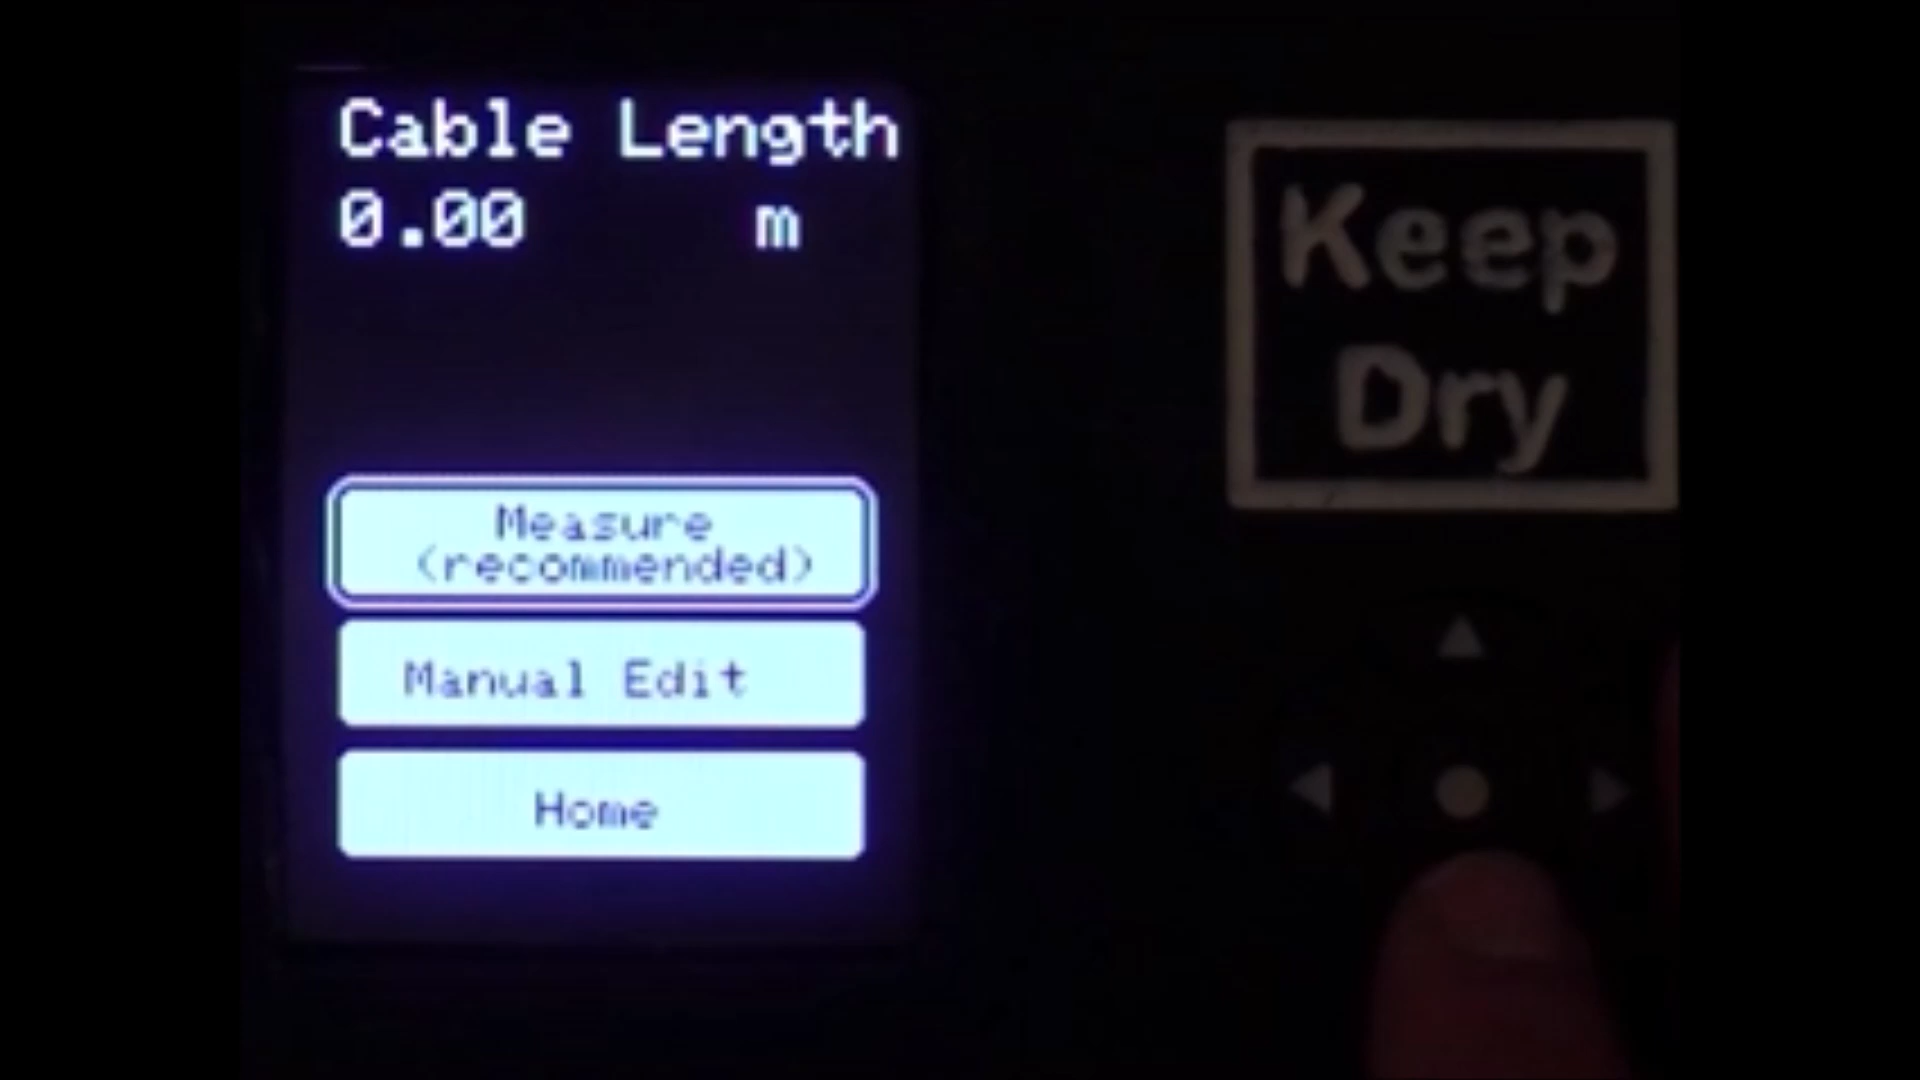 Cable Length
0.00 m
Measure
(recommended)
Manual Edit
Home
Keep
Dry